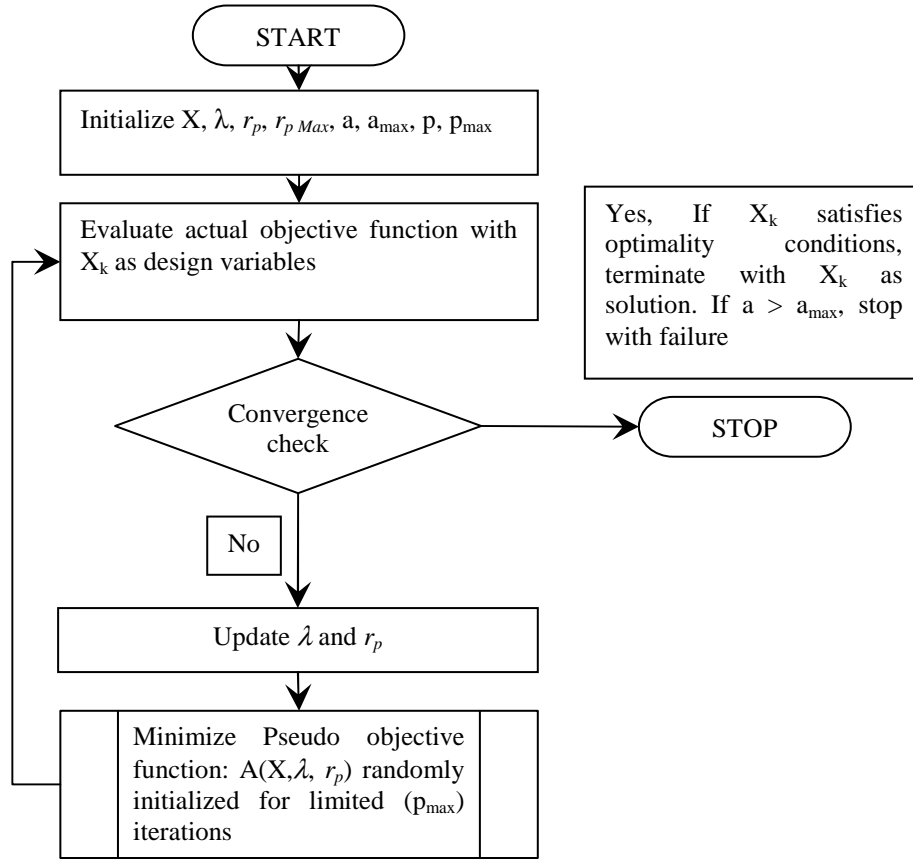 START
Initialize X, λ, r_p, r_p Max, a, a_max, p, p_max
Evaluate actual objective function with
X_k as design variables
Yes, If X_k satisfies
optimality conditions,
terminate with X_k as
solution. If a > a_max, stop
with failure
Convergence
check
STOP
No
Update λ and r_p
Minimize Pseudo objective
function: A(X,λ, r_p) randomly
initialized for limited (p_max)
iterations